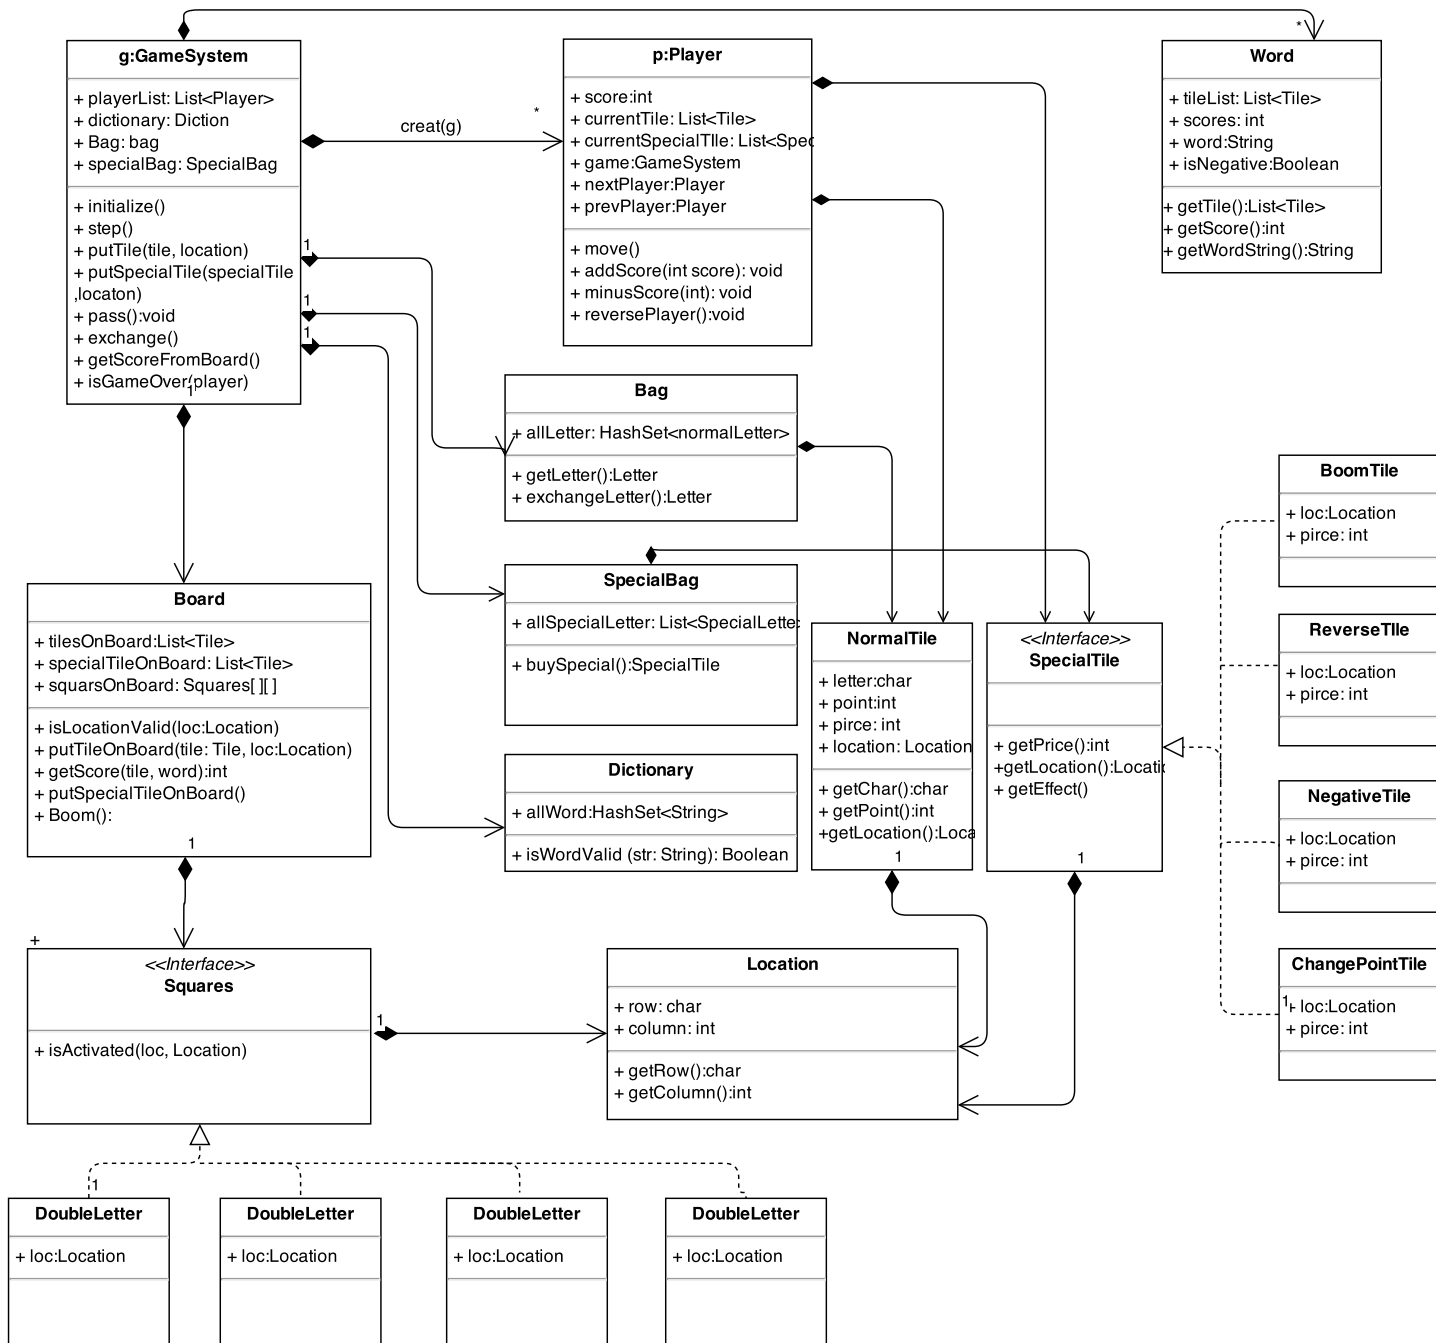 g:GameSystem
+ playerList: List<Player>
+ dictionary: Diction
+ Bag: bag
+ specialBag: SpecialBag
+ initialize()
+ step()
+ putTile(tile, location)
+ putSpecialTile(specialTile
,locaton)
+ pass():void
+ exchange()
+ getScoreFromBoard()
+ isGameOver(player)
1
1
1
1
creat(g)
*
p:Player
+ score:int
+ currentTile: List<Tile>
+ currentSpecialTIle: List<Spec
+ game:GameSystem
+ nextPlayer:Player
+ prevPlayer:Player
+ move()
+ addScore(int score): void
+ minusScore(int): void
+ reversePlayer():void
*
Word
+ tileList: List<Tile>
+ scores: int
+ word:String
+ isNegative:Boolean
+ getTile():List<Tile>
+ getScore():int
+ getWordString():String
Bag
+ allLetter: HashSet<normalLetter>
+ getLetter():Letter
+ exchangeLetter():Letter
SpecialBag
+ allSpecialLetter: List<SpecialLette
+ buySpecial():SpecialTile
Dictionary
+ allWord:HashSet<String>
+ isWordValid (str: String): Boolean
Board
+ tilesOnBoard:List<Tile>
+ specialTileOnBoard: List<Tile>
+ squarsOnBoard: Squares[ ][ ]
+ isLocationValid(loc:Location)
+ putTileOnBoard(tile: Tile, loc:Location)
+ getScore(tile, word):int
+ putSpecialTileOnBoard()
+ Boom():
1
NormalTile
+ letter:char
+ point:int
+ pirce: int
+ location: Location
+ getChar():char
+ getPoint():int
+getLocation():Loca
1
<<Interface>>
SpecialTile
+ getPrice():int
+getLocation():Locati
+ getEffect()
1
BoomTile
+ loc:Location
+ pirce: int
ReverseTIle
+ loc:Location
+ pirce: int
NegativeTile
+ loc:Location
+ pirce: int
ChangePointTile
1
+ loc:Location
+ pirce: int
+
<<Interface>>
Squares
+ isActivated(loc, Location)
1
Location
+ row: char
+ column: int
+ getRow():char
+ getColumn():int
1
DoubleLetter
+ loc:Location
DoubleLetter
+ loc:Location
DoubleLetter
+ loc:Location
DoubleLetter
+ loc:Location